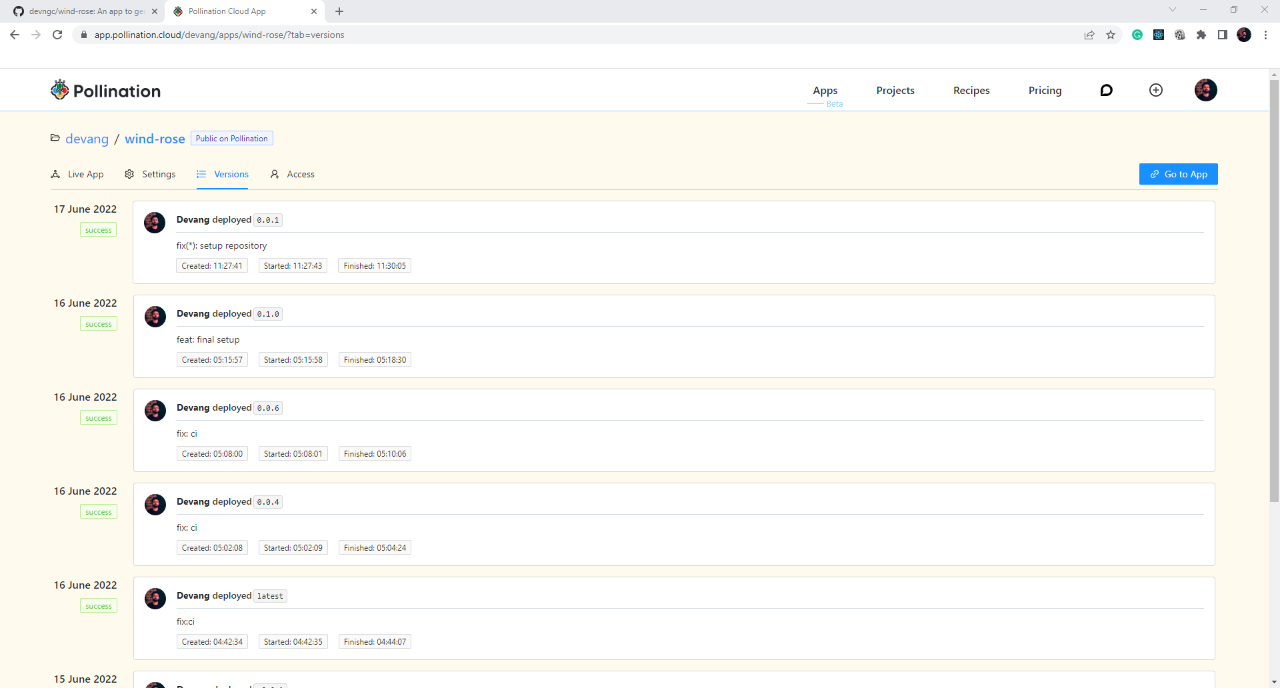 devngc/wind-rose: An app to ge
Pollination Cloud App
app.pollination.cloud/devang/apps/wind-rose/?tab=versions
Pollination
Apps
Beta
Projects
Recipes
Pricing
devang / wind-rose
Public on Pollination
Live App
Settings
Versions
Access
Go to App
17 June 2022
success
Devang deployed 0.0.1
fix(*): setup repository
Created: 11:27:41
Started: 11:27:43
Finished: 11:30:05
16 June 2022
success
Devang deployed 0.1.0
feat: final setup
Created: 05:15:57
Started: 05:15:58
Finished: 05:18:30
16 June 2022
success
Devang deployed 0.0.6
fix: ci
Created: 05:08:00
Started: 05:08:01
Finished: 05:10:06
16 June 2022
success
Devang deployed 0.0.4
fix: ci
Created: 05:02:08
Started: 05:02:09
Finished: 05:04:24
16 June 2022
success
Devang deployed latest
fix:ci
Created: 04:42:34
Started: 04:42:35
Finished: 04:44:07
15 June 2022